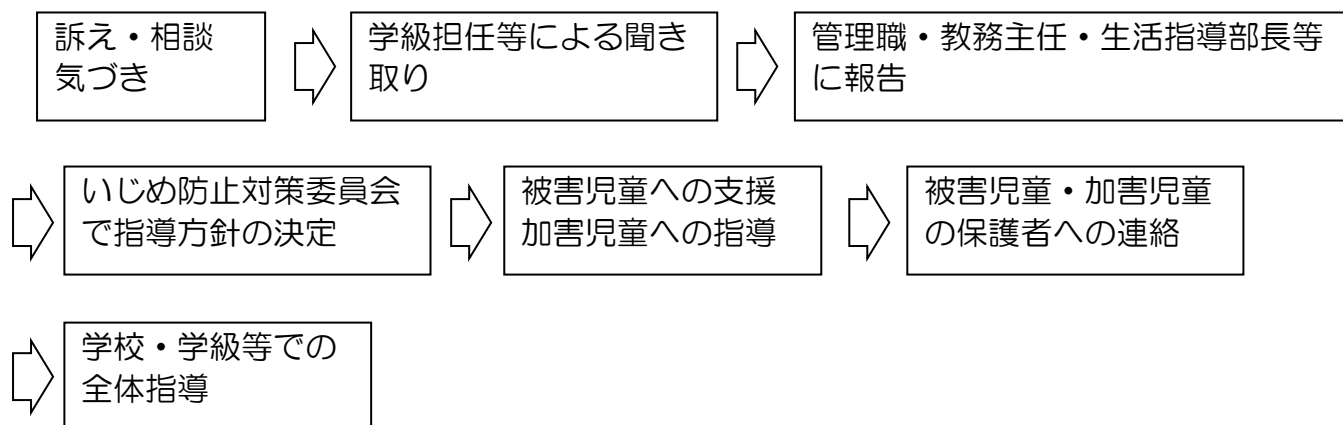 訴え・相談
気づき
学級担任等による聞き
取り
管理職・教務主任・生活指導部長等
に報告
いじめ防止対策委員会
で指導方針の決定
被害児童への支援
加害児童への指導
被害児童・加害児童
の保護者への連絡
学校・学級等での
全体指導